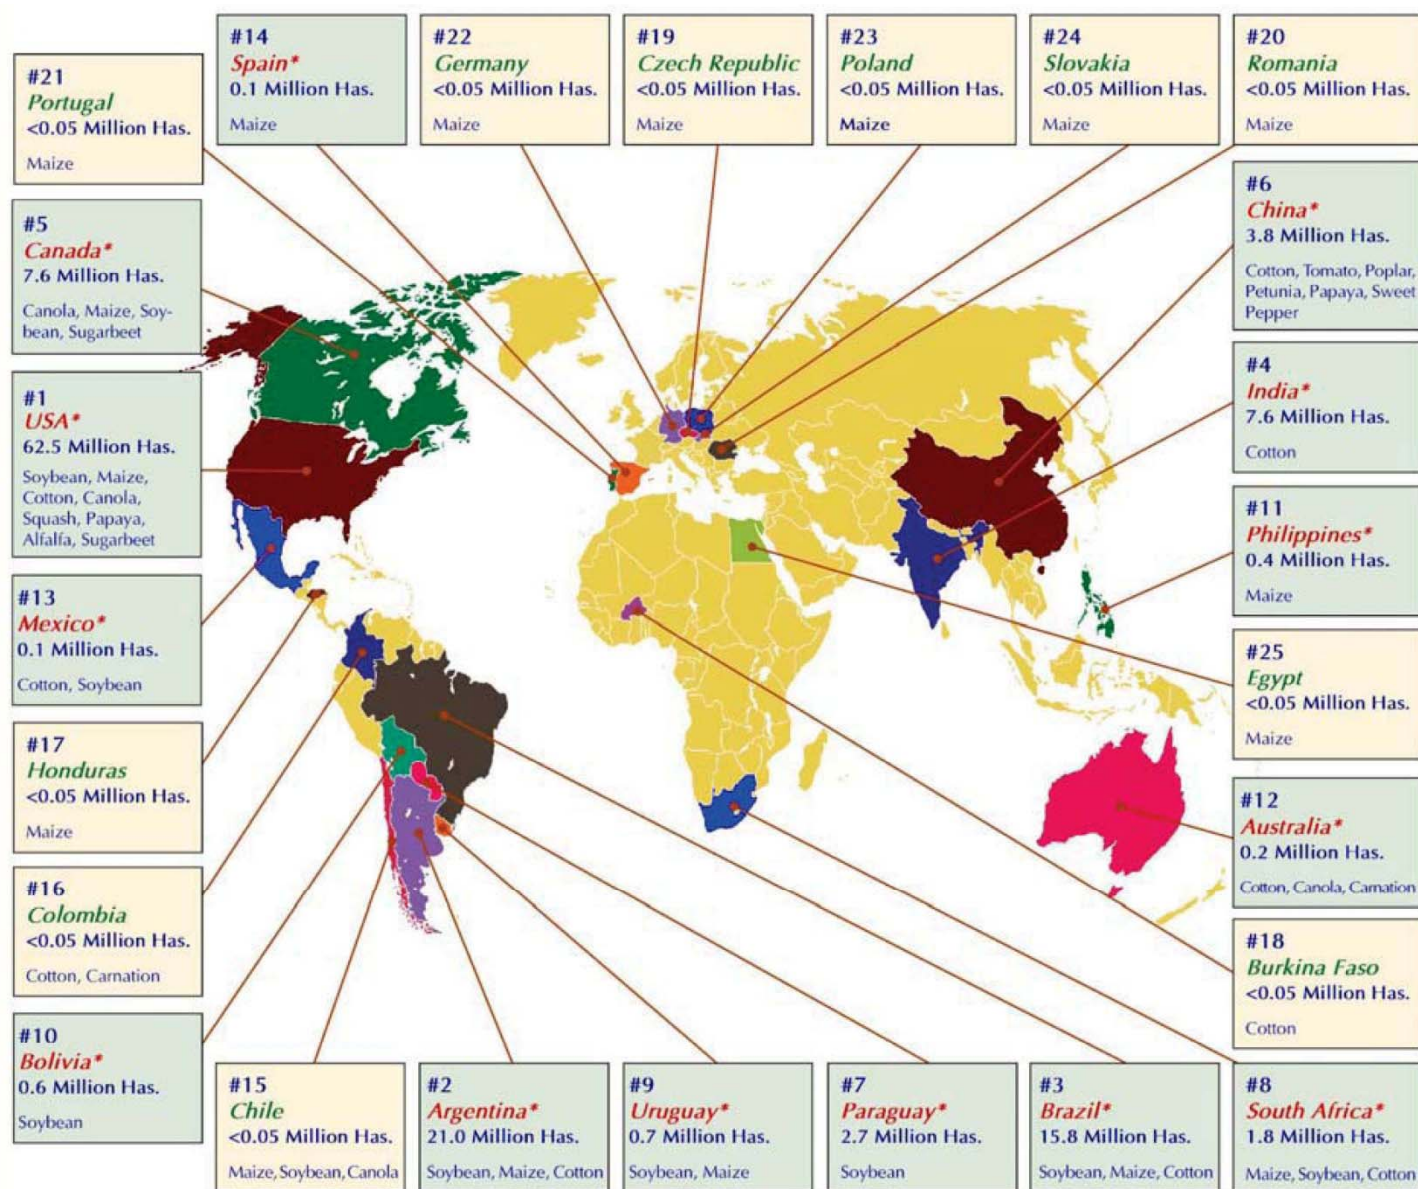 #14
Spain*
0.1 Million Has.
Maize
#22
Germany
<0.05 Million Has.
Maize
#19
Czech Republic
<0.05 Million Has.
Maize
#23
Poland
<0.05 Million Has.
Maize
#24
Slovakia
<0.05 Million Has.
Maize
#20
Romania
<0.05 Million Has.
Maize
#21
Portugal
<0.05 Million Has.
Maize
#5
Canada*
7.6 Million Has.
Canola, Maize, Soy-
bean, Sugarbeet
#1
USA*
62.5 Million Has.
Soybean, Maize,
Cotton, Canola,
Squash, Papaya,
Alfalfa, Sugarbeet
#13
Mexico*
0.1 Million Has.
Cotton, Soybean
#17
Honduras
<0.05 Million Has.
Maize
#16
Colombia
<0.05 Million Has.
Cotton, Carnation
#10
Bolivia*
0.6 Million Has.
Soybean
#6
China*
3.8 Million Has.
Cotton, Tomato, Poplar,
Petunia, Papaya, Sweet
Pepper
#4
India*
7.6 Million Has.
Cotton
#11
Philippines*
0.4 Million Has.
Maize
#25
Egypt
<0.05 Million Has.
Maize
#12
Australia*
0.2 Million Has.
Cotton, Canola, Carnation
#18
Burkina Faso
<0.05 Million Has.
Cotton
#15
Chile
<0.05 Million Has.
Maize, Soybean, Canola
#2
Argentina*
21.0 Million Has.
Soybean, Maize, Cotton
#9
Uruguay*
0.7 Million Has.
Soybean, Maize
#7
Paraguay*
2.7 Million Has.
Soybean
#3
Brazil*
15.8 Million Has.
Soybean, Maize, Cotton
#8
South Africa*
1.8 Million Has.
Maize, Soybean, Cotton